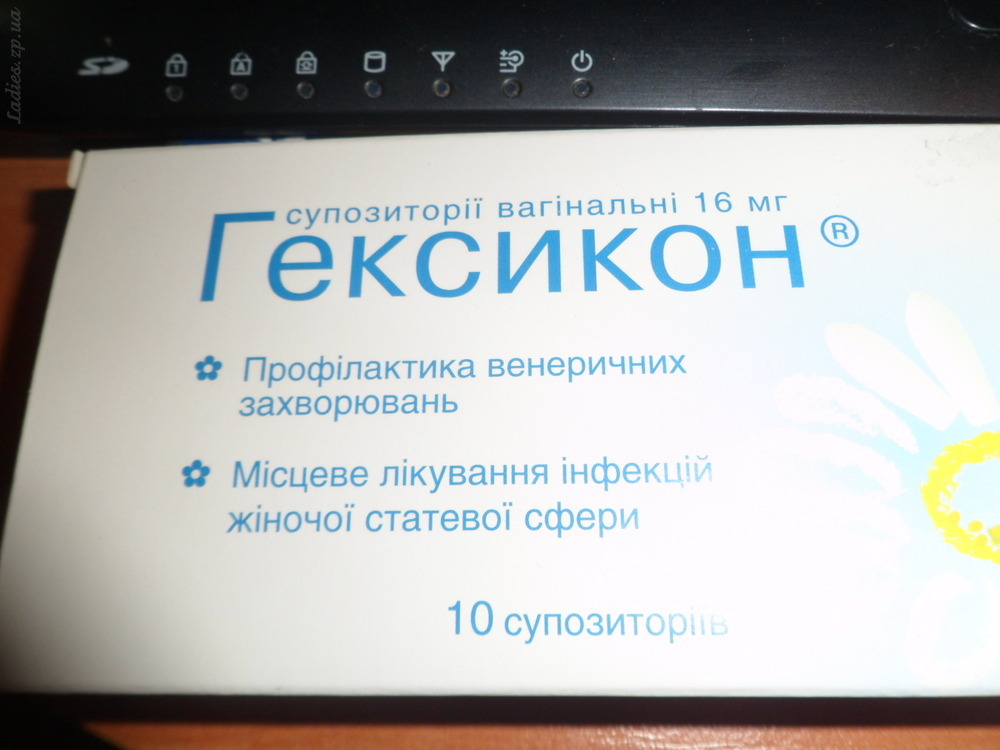 Ladies.zp.ua
супозиторії вагінальні 16 мг
Гексикон®
Профілактика венеричних
захворювань
Місцеве лікування інфекцій
жіночої статевої сфери
10 супозиторіїв